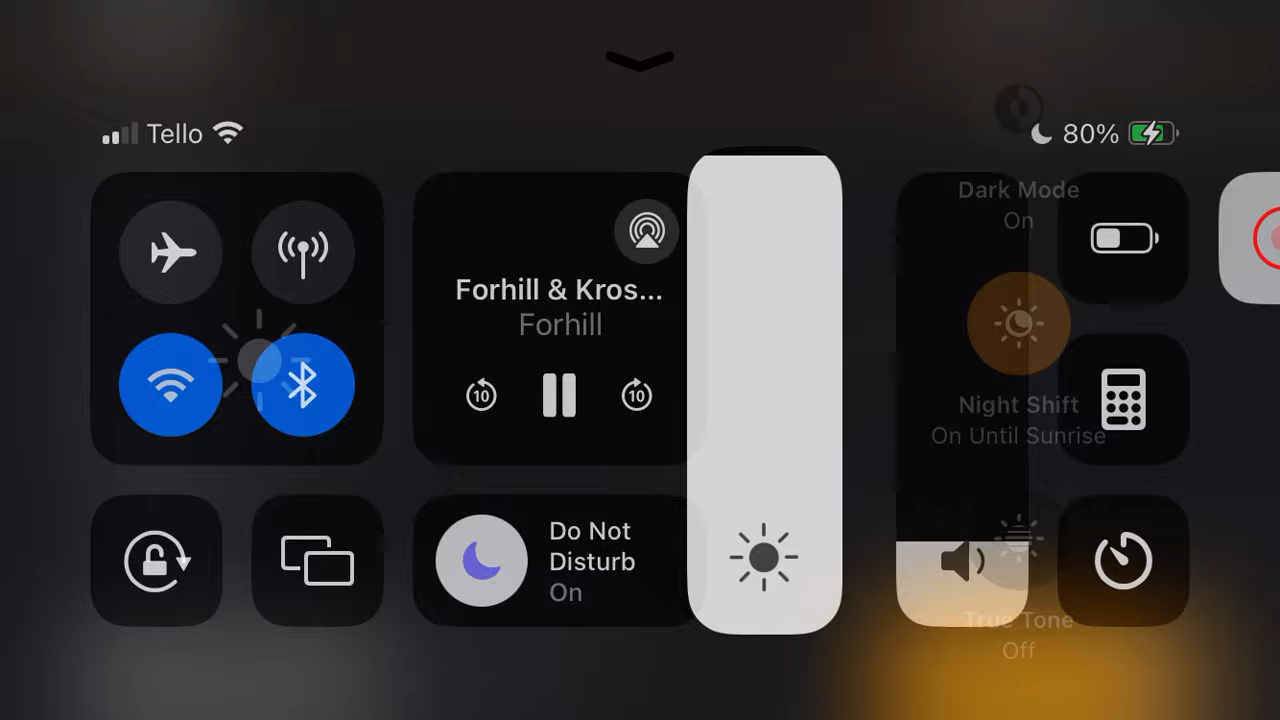 Tello
80%
Dark Mode
On
Forhill & Kros...
Forhill
10
10
Night Shift
On Until Sunrise
Do Not
Disturb
On
True Tone
Off